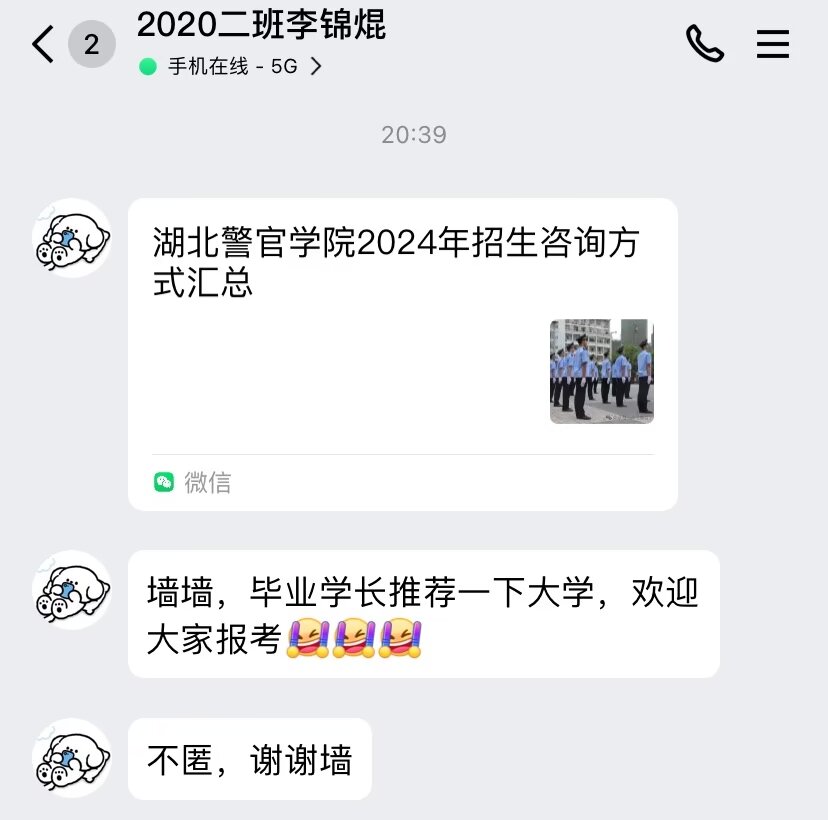 2
2020二班李锦焜
手机在线 - 5G
20:39
湖北警官学院2024年招生咨询方
式汇总
微信
墙墙，毕业学长推荐一下大学，欢迎
大家报考
不匿，谢谢墙